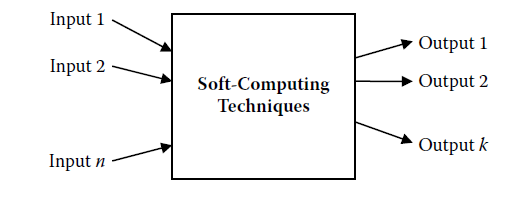 Input 1
Input 2
Input n
Soft-Computing
Techniques
Output 1
Output 2
Output k